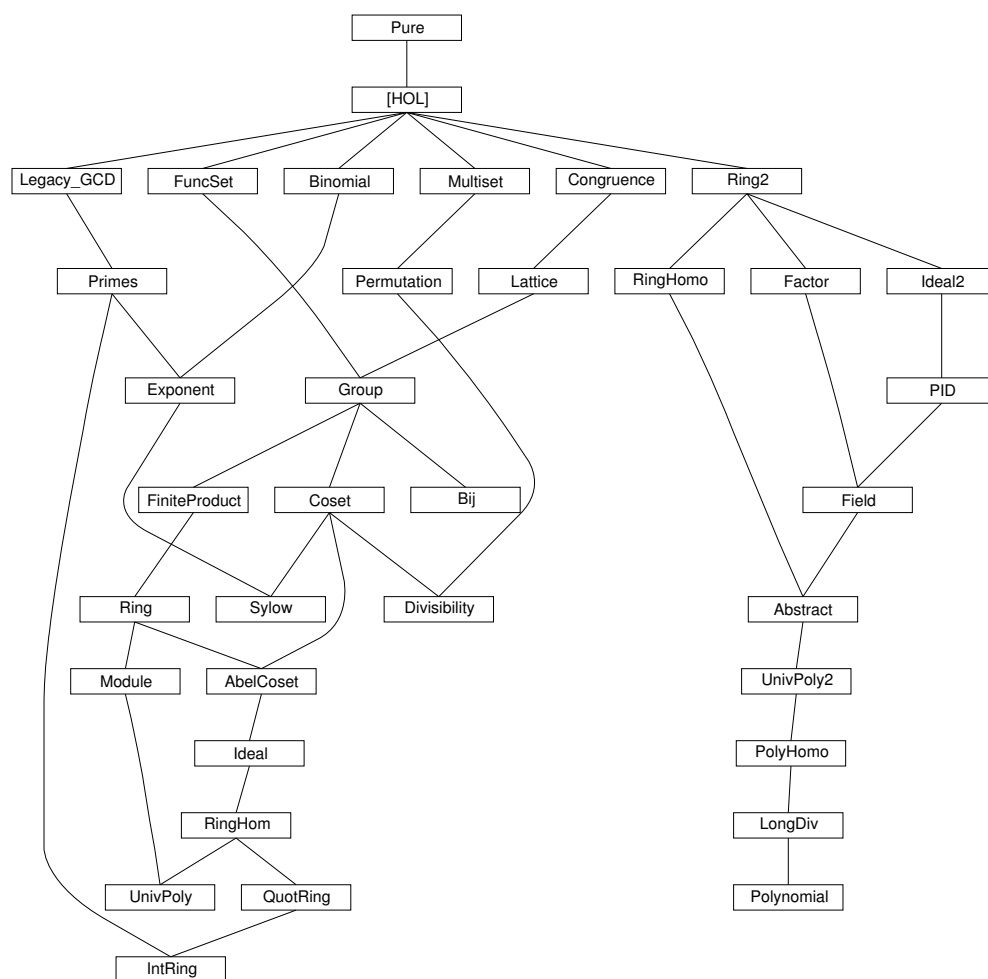 Pure
[HOL]
Legacy_GCD
FuncSet
Binomial
Multiset
Congruence
Ring2
Primes
Permutation
Lattice
RingHomo
Factor
Ideal2
Exponent
Group
PID
FiniteProduct
Coset
Bij
Field
Ring
Sylow
Divisibility
Abstract
Module
AbelCoset
UnivPoly2
Ideal
PolyHomo
RingHom
LongDiv
UnivPoly
QuotRing
Polynomial
IntRing